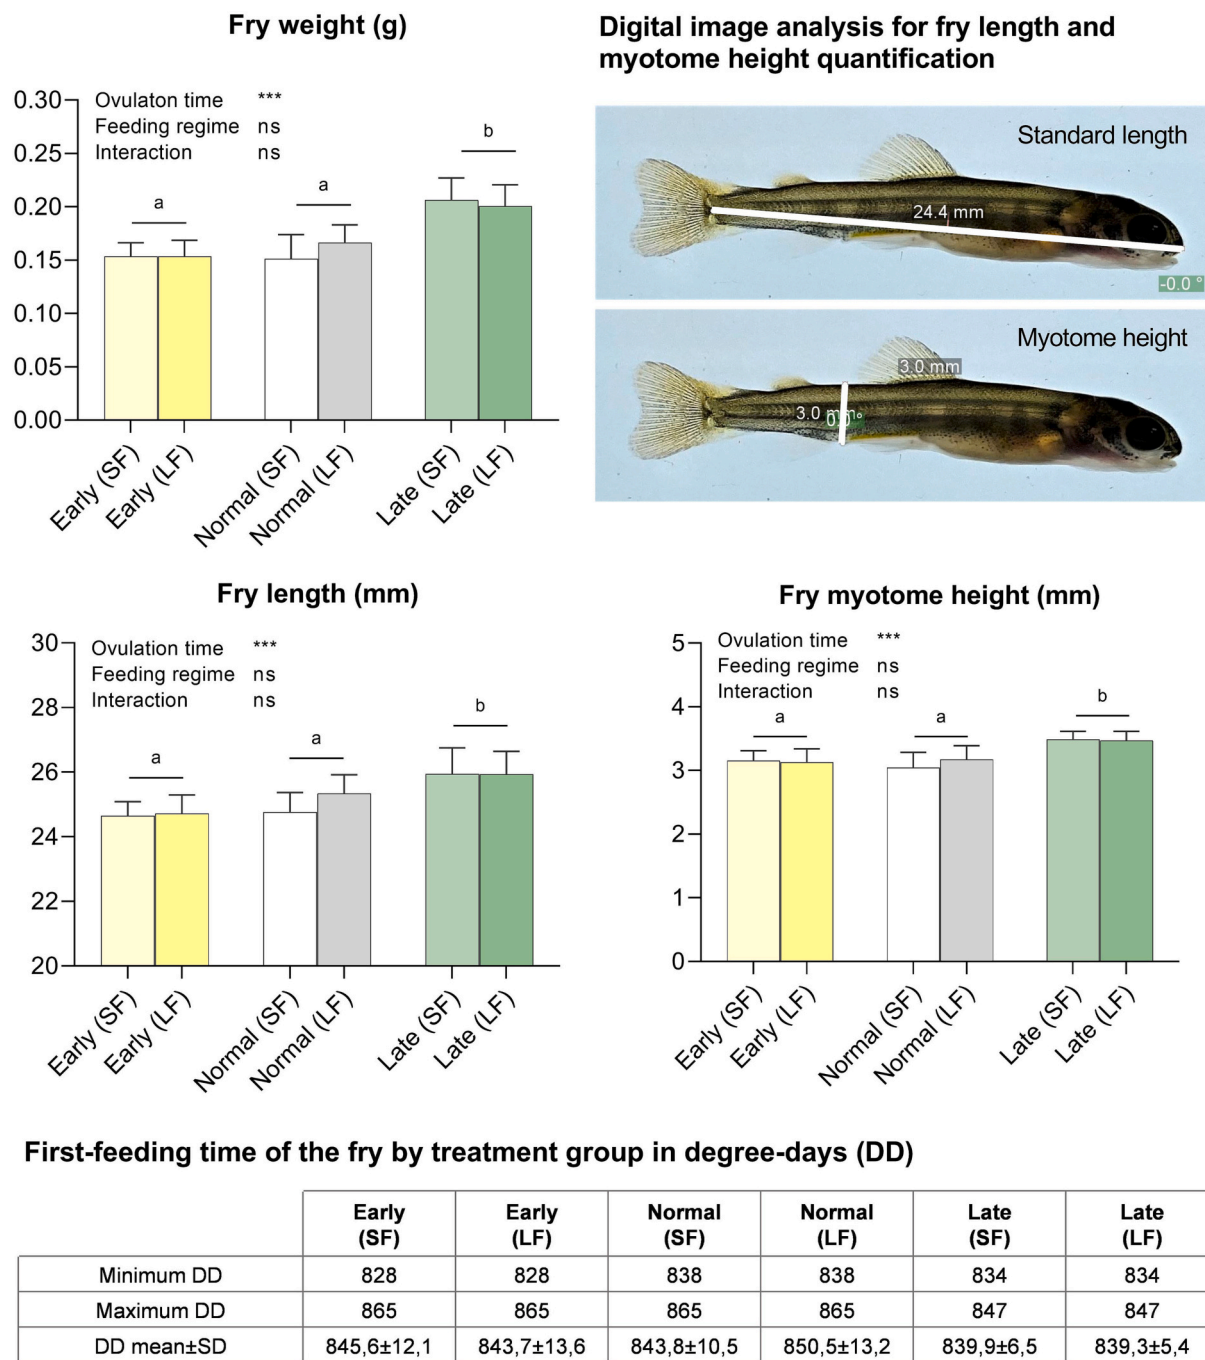 Fry weight (g)
0.30
0.25
0.20
0.15
0.10
0.05
0.00
Ovulaton time ***
Feeding regime ns
Interaction ns
a
a
b
Early (SF)
Early (LF)
Normal (SF)
Normal (LF)
Late (SF)
Late (LF)
Digital image analysis for fry length and
myotome height quantification
Standard length
24.4 mm
-0.0 °
Myotome height
3.0 mm
3.0 mm
0.0 °
Fry length (mm)
30
28
26
24
22
20
Ovulation time ***
Feeding regime ns
Interaction ns
a
a
b
Early (SF)
Early (LF)
Normal (SF)
Normal (LF)
Late (SF)
Late (LF)
Fry myotome height (mm)
5
4
3
2
1
0
Ovulation time ***
Feeding regime ns
Interaction ns
a
a
b
Early (SF)
Early (LF)
Normal (SF)
Normal (LF)
Late (SF)
Late (LF)
First-feeding time of the fry by treatment group in degree-days (DD)
Early Early Normal Normal Late Late
(SF) (LF) (SF) (LF) (SF) (LF)
Minimum DD 828 828 838 838 834 834
Maximum DD 865 865 865 865 847 847
DD mean±SD 845,6±12,1 843,7±13,6 843,8±10,5 850,5±13,2 839,9±6,5 839,3±5,4